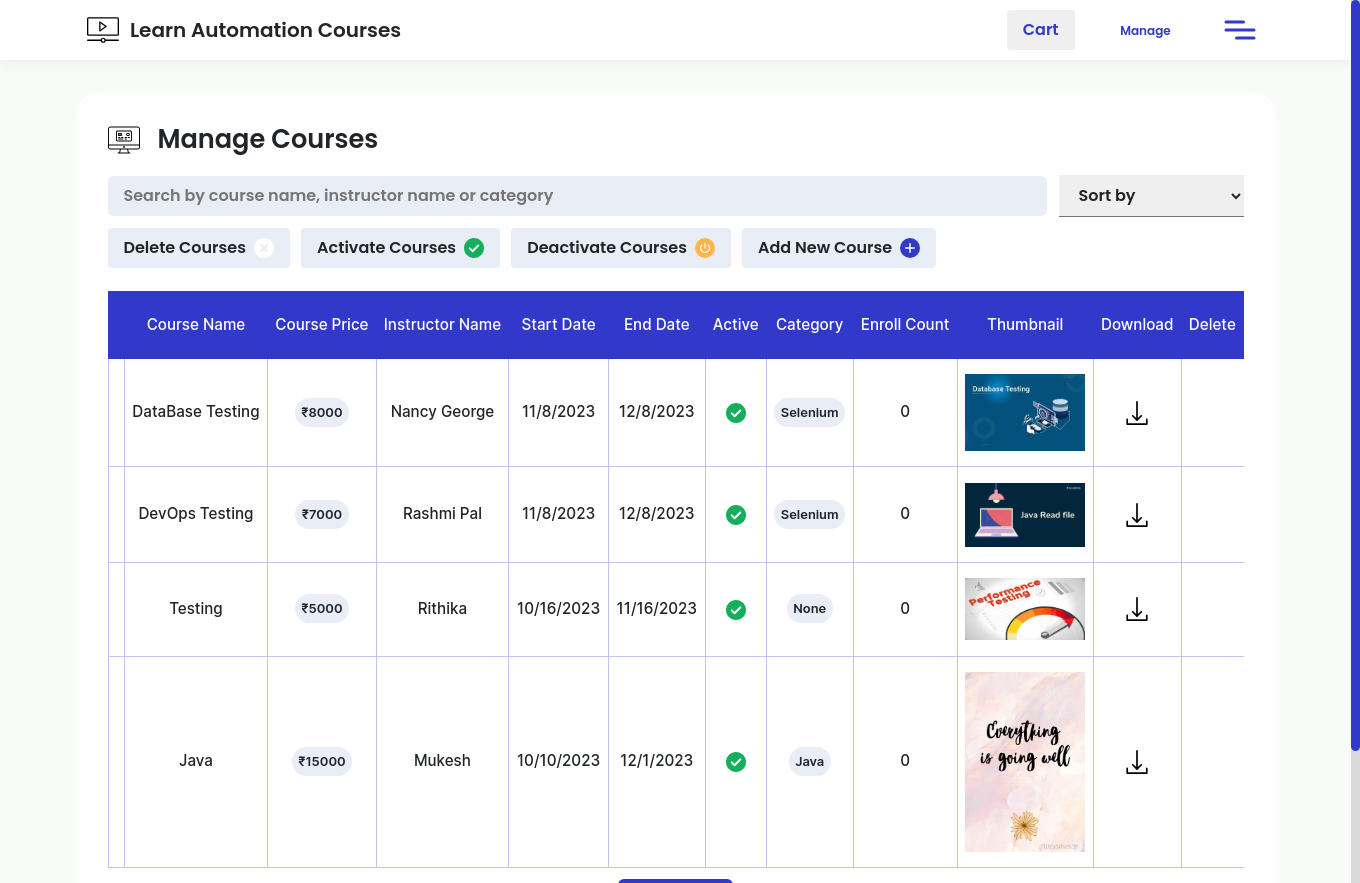 Learn Automation Courses
Cart
Manage
Manage Courses
Search by course name, instructor name or category
Sort by
Delete Courses
Activate Courses
Deactivate Courses
Add New Course
Course Name Course Price Instructor Name Start Date End Date Active Category Enroll Count Thumbnail Download Delete
DataBase Testing ₹8000 Nancy George 11/8/2023 12/8/2023 Selenium 0
Database Testing
DevOps Testing ₹7000 Rashmi Pal 11/8/2023 12/8/2023 Selenium 0
Java Read file
Testing ₹5000 Rithika 10/16/2023 11/16/2023 None 0
Performance
Testing
Java ₹15000 Mukesh 10/10/2023 12/1/2023 Java 0
Everything
is going well